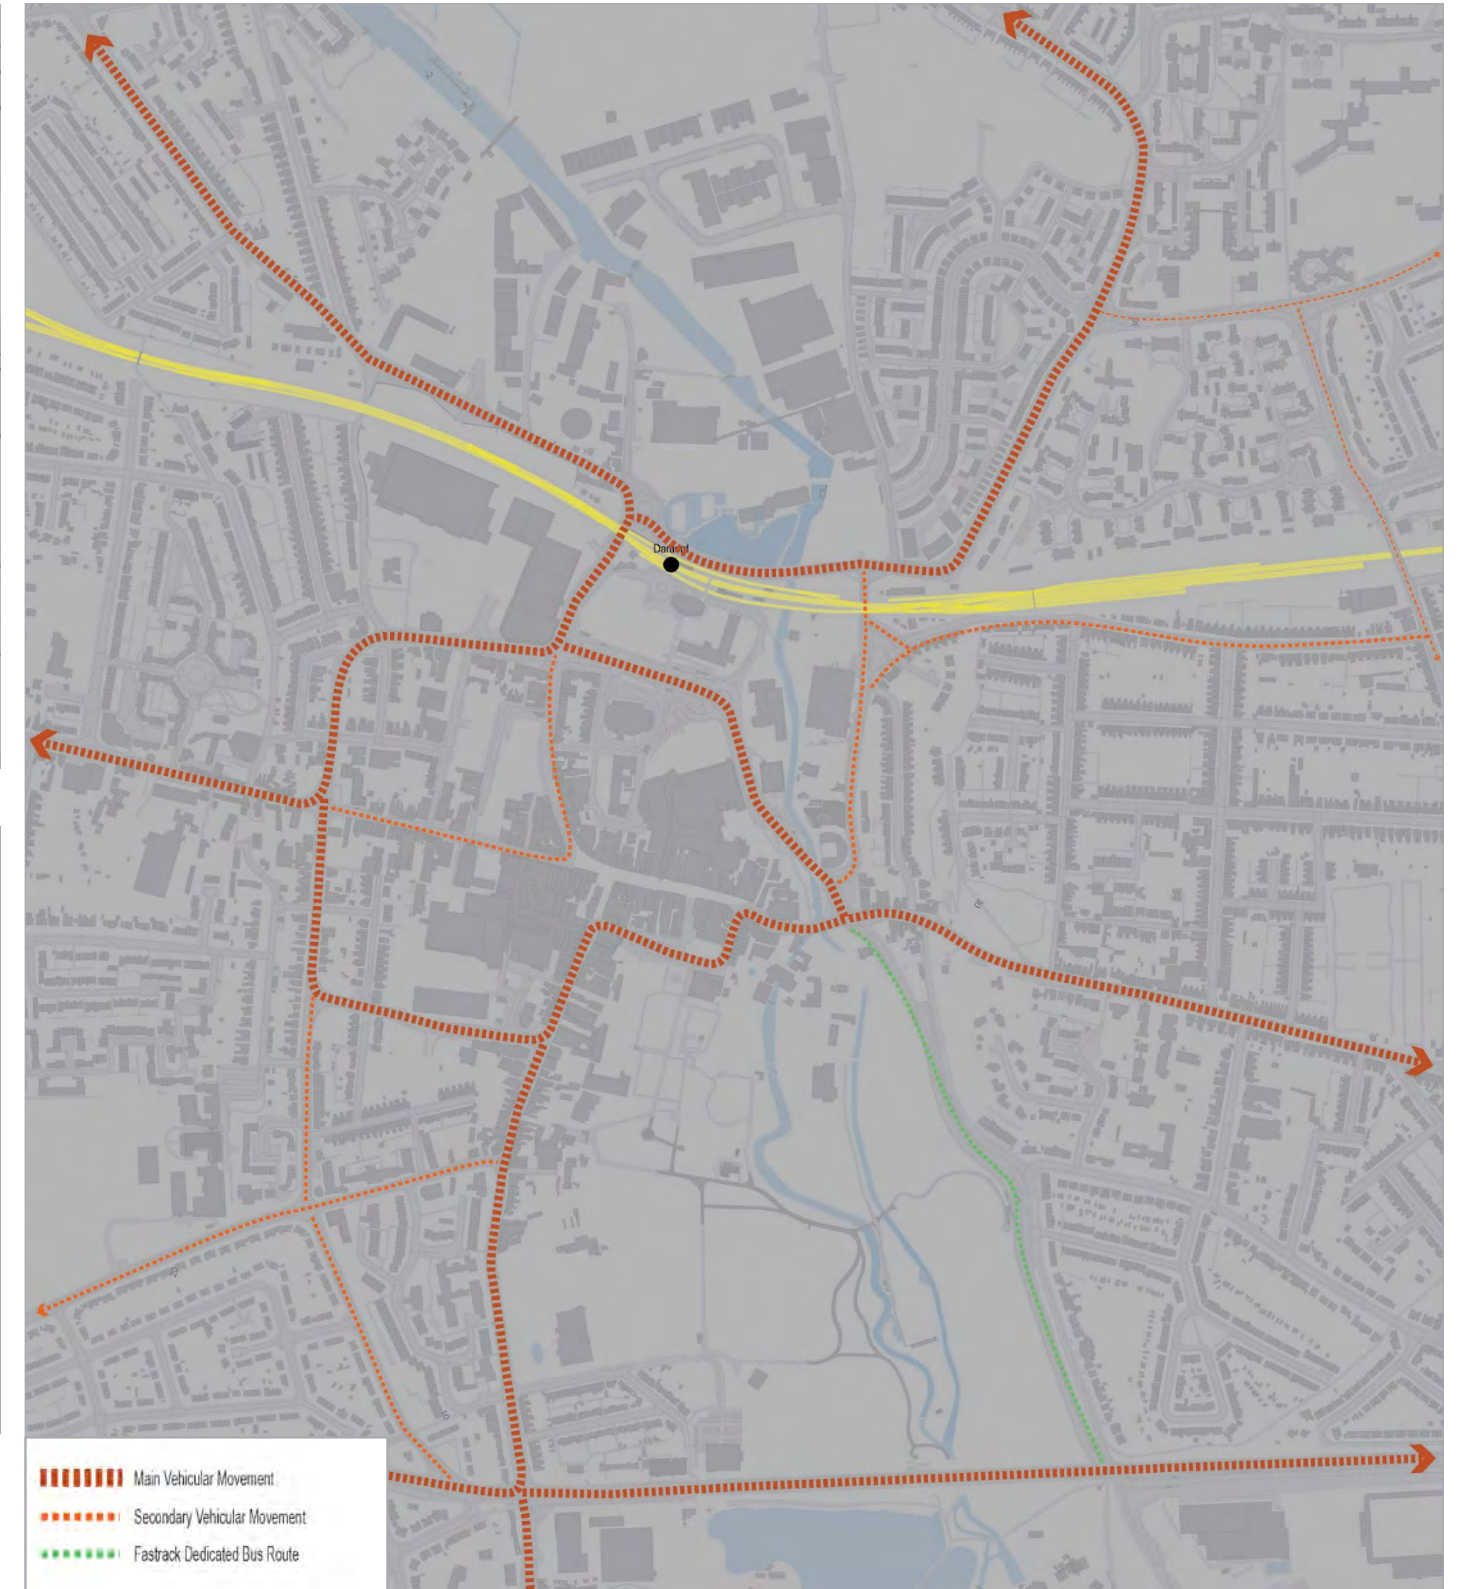 Main Vehicular Movement
Secondary Vehicular Movement
Fastrack Dedicated Bus Route